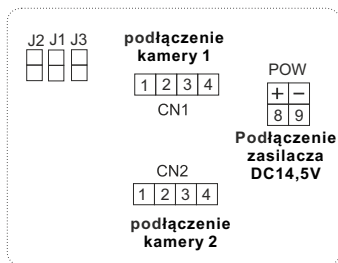 J2 J1 J3
podłączenie
kamery 1
1 2 3 4
CN1
POW
+ −
8 9
Podłączenie
zasilacza
DC14,5V
CN2
1 2 3 4
podłączenie
kamery 2